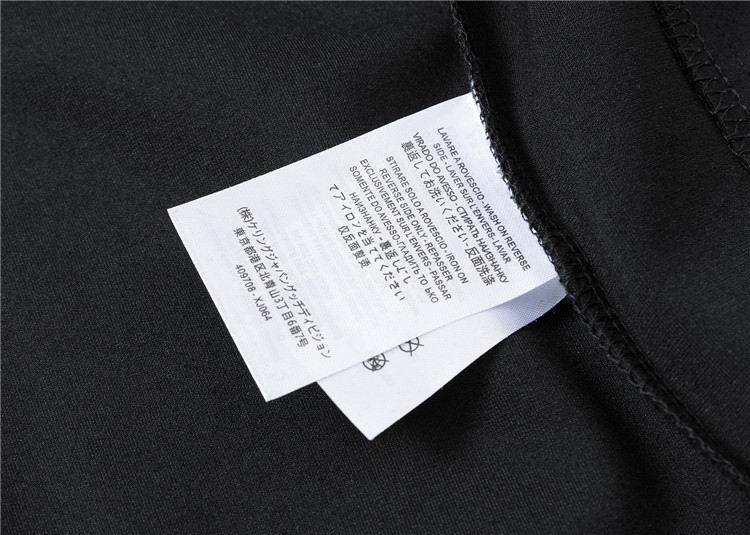 LAVARE A ROVESCIO - WASH ON REVERSE
SIDE - LAVER SUR L'ENVERS - LAVAR
VIRADO DO AVESSO - СТИРАТЬ НАИЗНАНКУ
裏返してお洗いください - 反面洗涤
STIRARE SOLO A ROVESCIO - IRON ON
REVERSE SIDE ONLY - REPASSER
EXCLUSIVEMENT SUR L'ENVERS - PASSAR
SOMENTE DO AVESSO - ГЛАДИТЬ ТО ЬКО
НАИЗНАНКУ - 裏返しに し
てアイロンを当ててください
仅反面熨烫
(株)ケリングジャパングッチディビジョン
東京都港区北青山3丁目6番7号
409708 - XJ064